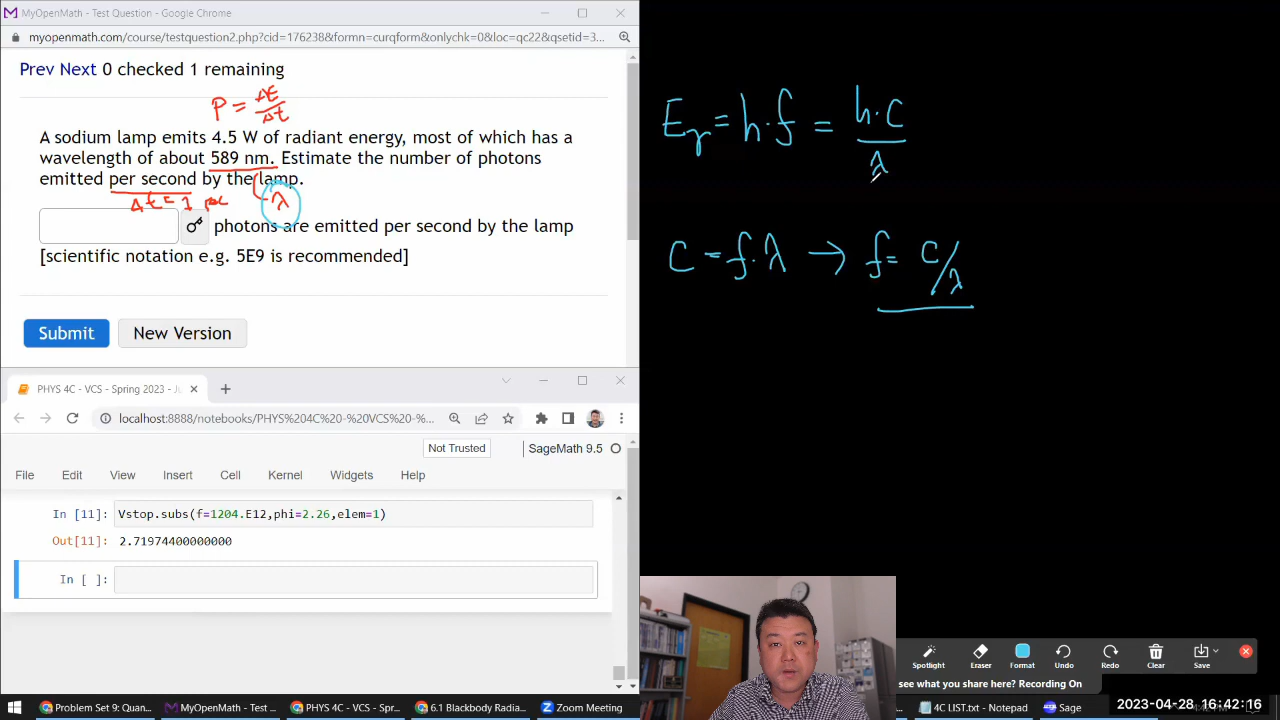 MyOpenMath - Test Question - Google Chrome
myopenmath.com/course/testquestion2.php?cid=176238&formn=curqform&onlychk=0&loc=qc22&qsetid=3...
Prev Next 0 checked 1 remaining
P = ΔE/Δt
A sodium lamp emits 4.5 W of radiant energy, most of which has a
wavelength of about 589 nm. Estimate the number of photons
emitted per second by the lamp.
Δt = 1 sec
λ
photons are emitted per second by the lamp
[scientific notation e.g. 5E9 is recommended]
Submit
New Version
PHYS 4C - VCS - Spring 2023 - Ju
localhost:8888/notebooks/PHYS%204C%20-%20VCS%20-%...
Not Trusted
SageMath 9.5
File Edit View Insert Cell Kernel Widgets Help
In [11]: Vstop.subs(f=1204.E12,phi=2.26,elem=1)
Out[11]: 2.71974400000000
In [ ]:
Eγ = h·f = h·c/λ
c = f·λ → f = c/λ
Spotlight Eraser Format Undo Redo Clear Save
see what you share here? Recording On
Problem Set 9: Quan...
MyOpenMath - Test ...
PHYS 4C - VCS - Spr...
6.1 Blackbody Radia...
Zoom Meeting
4C LIST.txt - Notepad
Sage
2023-04-28 16:42:16